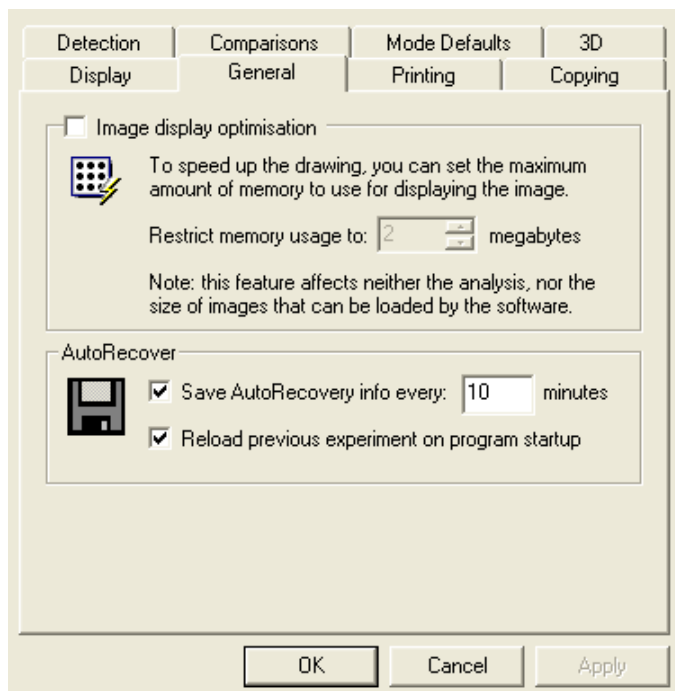 Detection Comparisons Mode Defaults 3D
Display General Printing Copying
Image display optimisation
To speed up the drawing, you can set the maximum
amount of memory to use for displaying the image.
Restrict memory usage to: 2 megabytes
Note: this feature affects neither the analysis, nor the
size of images that can be loaded by the software.
AutoRecover
Save AutoRecovery info every: 10 minutes
Reload previous experiment on program startup
OK Cancel Apply